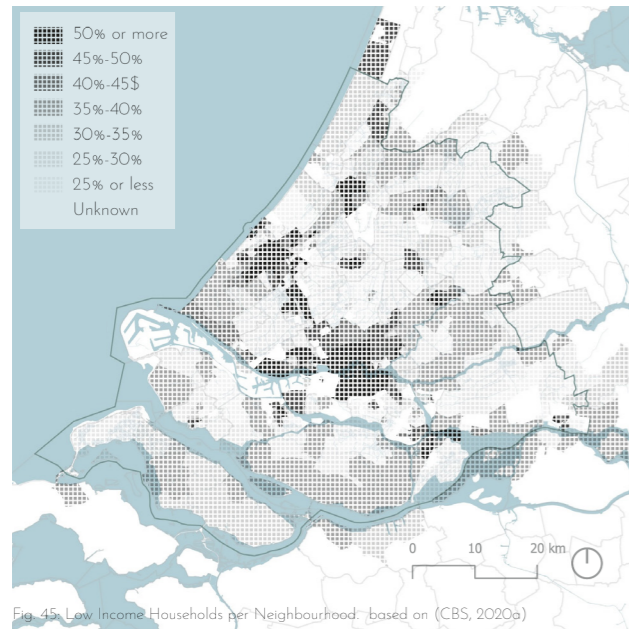 50% or more
45%-50%
40%-45$
35%-40%
30%-35%
25%-30%
25% or less
Unknown
0 10 20 km
Fig. 45: Low Income Households per Neighbourhood. based on (CBS, 2020a)